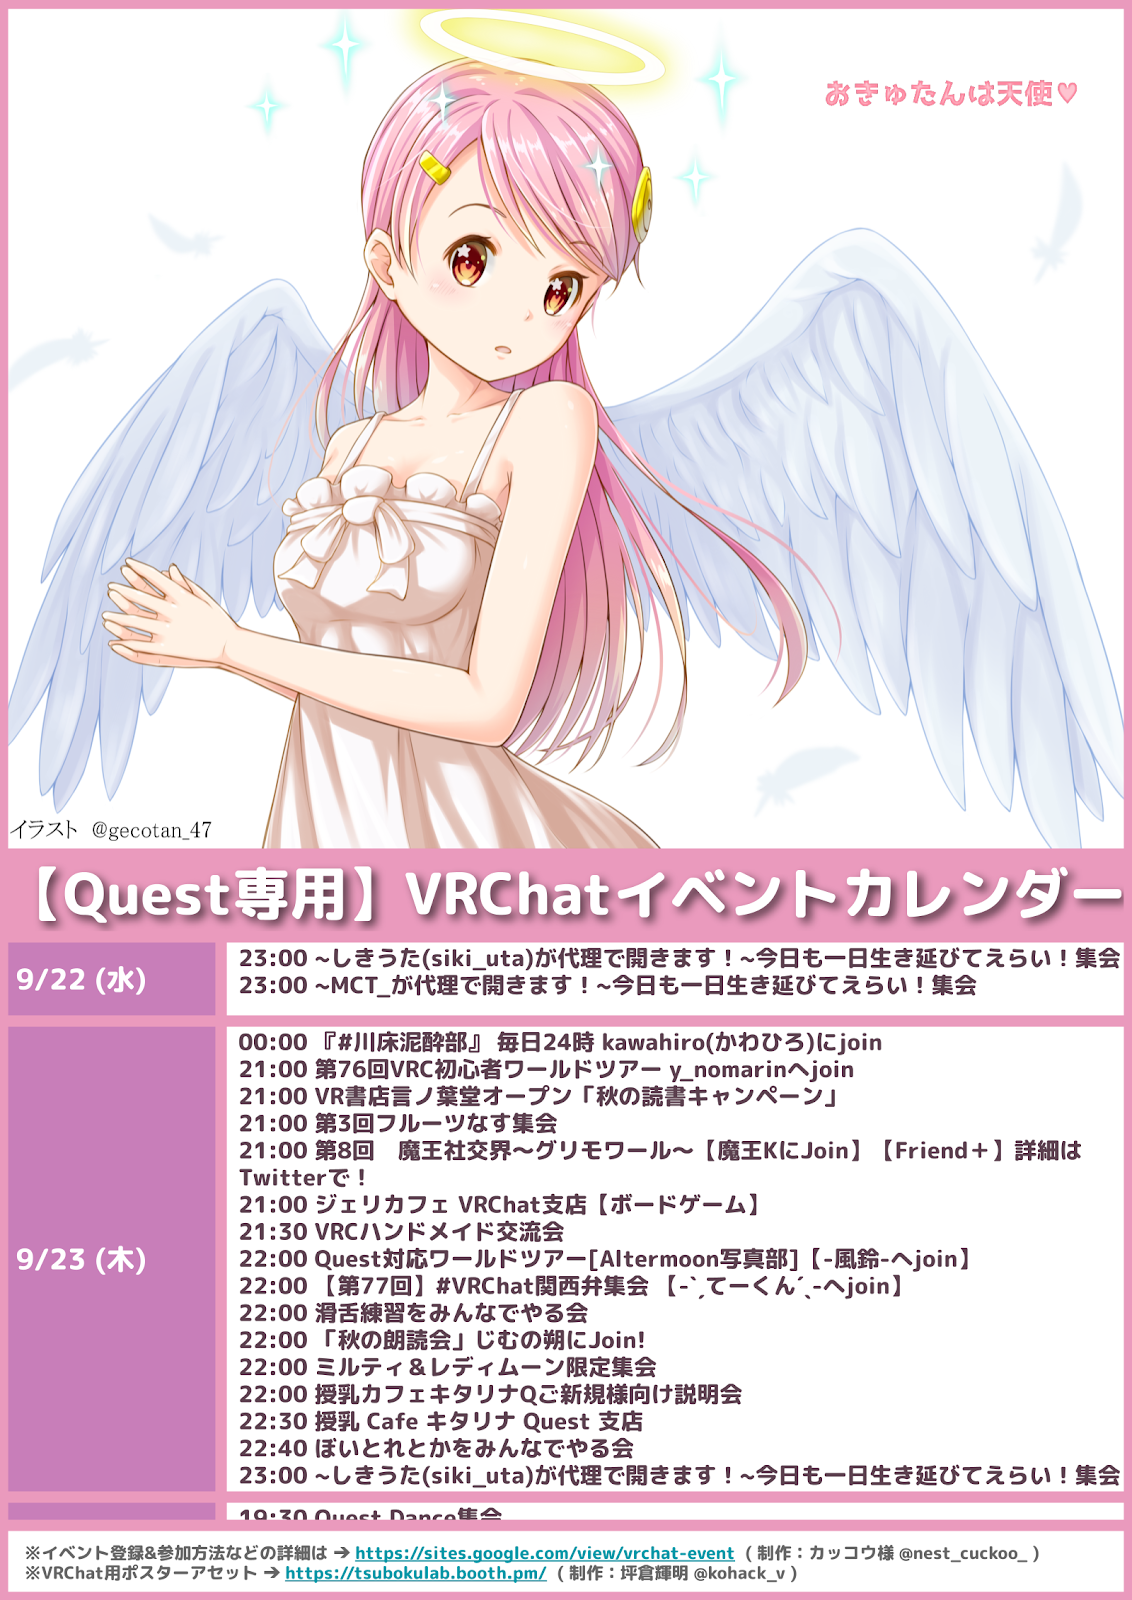 おきゅたんは天使♥
イラスト @gecotan_47
【Quest専用】VRChatイベントカレンダー
9/22 (水)
23:00 ~しきうた(siki_uta)が代理で開きます！~今日も一日生き延びてえらい！集会
23:00 ~MCT_が代理で開きます！~今日も一日生き延びてえらい！集会
9/23 (木)
00:00 『#川床泥酔部』 毎日24時 kawahiro(かわひろ)にjoin
21:00 第76回VRC初心者ワールドツアー y_nomarinへjoin
21:00 VR書店言ノ葉堂オープン「秋の読書キャンペーン」
21:00 第3回フルーツなす集会
21:00 第8回　魔王社交界～グリモワール～【魔王KにJoin】【Friend＋】詳細は
Twitterで！
21:00 ジェリカフェ VRChat支店【ボードゲーム】
21:30 VRCハンドメイド交流会
22:00 Quest対応ワールドツアー[Altermoon写真部]【-風鈴-へjoin】
22:00 【第77回】#VRChat関西弁集会 【-ˋˏてーくんˊˎ-へjoin】
22:00 滑舌練習をみんなでやる会
22:00 「秋の朗読会」じむの朔にJoin!
22:00 ミルティ＆レディムーン限定集会
22:00 授乳カフェキタリナQご新規様向け説明会
22:30 授乳 Cafe キタリナ Quest 支店
22:40 ぼいとれとかをみんなでやる会
23:00 ~しきうた(siki_uta)が代理で開きます！~今日も一日生き延びてえらい！集会
19:30 Quest Dance集会
※イベント登録&参加方法などの詳細は ➔ https://sites.google.com/view/vrchat-event ( 制作：カッコウ様 @nest_cuckoo_ )
※VRChat用ポスターアセット ➔ https://tsubokulab.booth.pm/ ( 制作：坪倉輝明 @kohack_v )